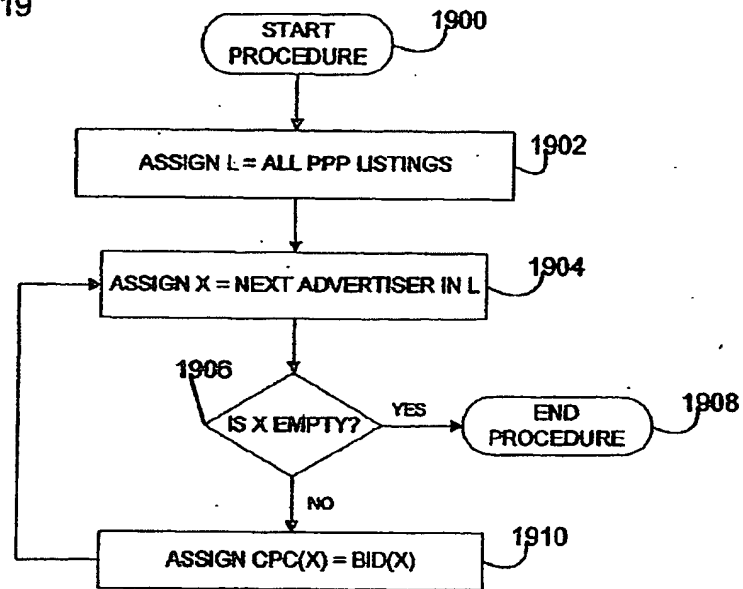 19
START
PROCEDURE
1900
ASSIGN L = ALL PPP LISTINGS
1902
ASSIGN X = NEXT ADVERTISER IN L
1904
1906
IS X EMPTY?
YES
END
PROCEDURE
1908
NO
ASSIGN CPC(X) = BID(X)
1910